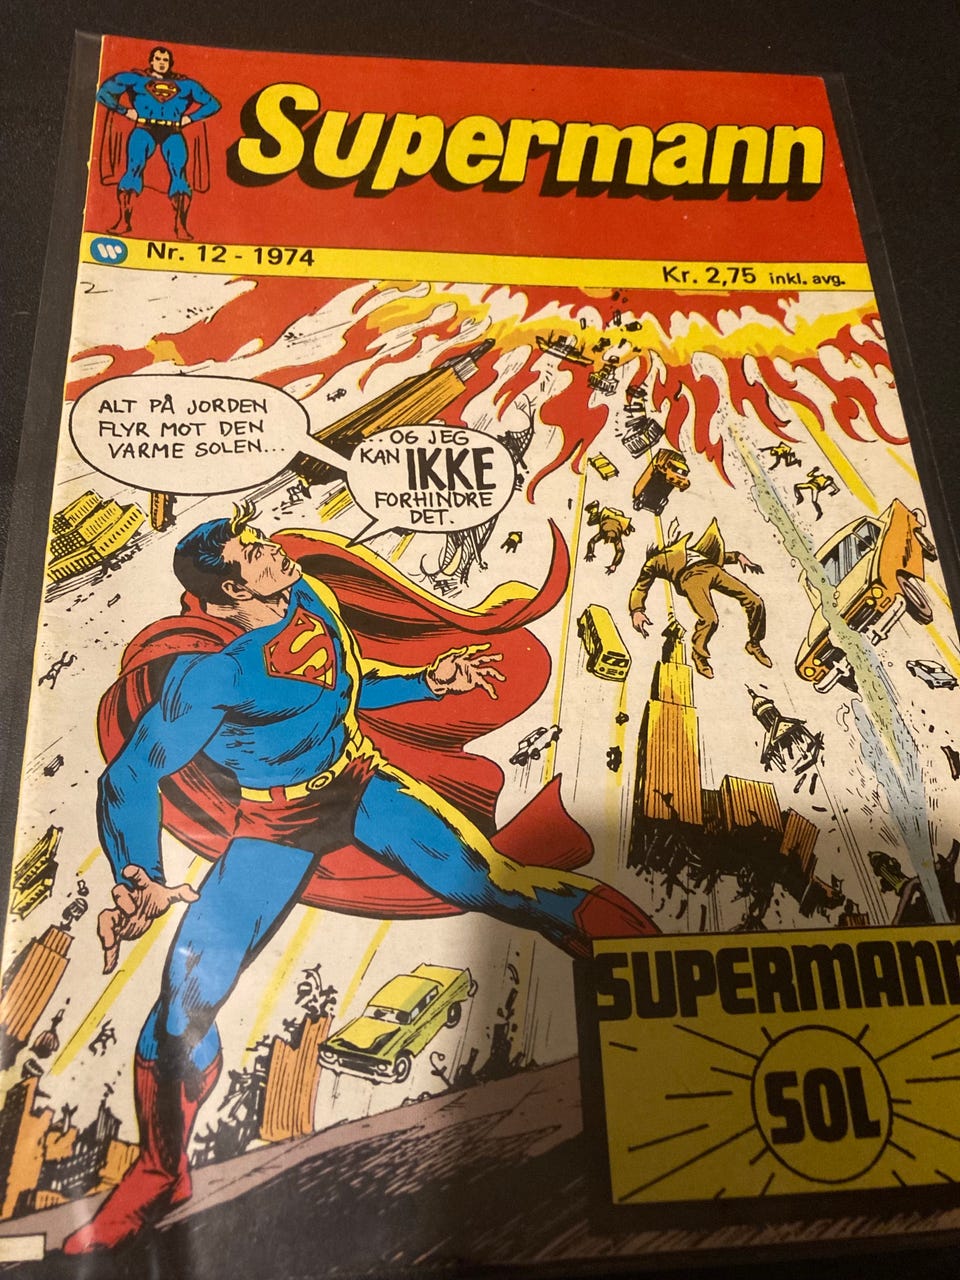 Supermann
Nr. 12 - 1974
Kr. 2,75 inkl. avg.
ALT PÅ JORDEN
FLYR MOT DEN
VARME SOLEN...
... OG JEG
KAN IKKE
FORHINDRE
DET.
SUPERMANN
SOL